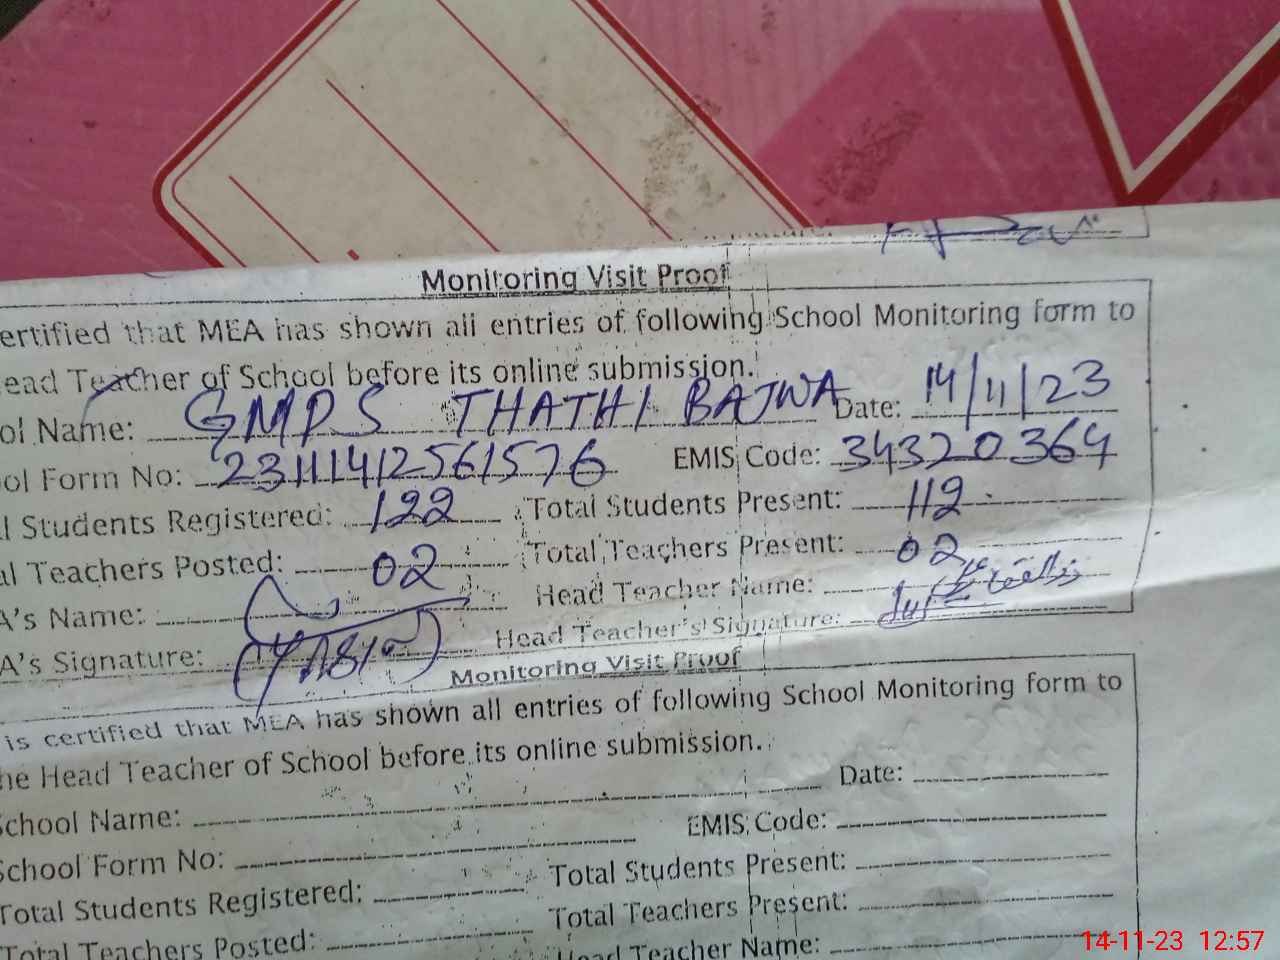 Monitoring Visit Proof
ertified that MEA has shown all entries of following School Monitoring form to
ead Teacher of School before its online submission.
ol Name: GMPS THATHI BAJWA Date: 14/11/23
ol Form No: 23111412561576 EMIS Code: 34320364
l Students Registered: 122 Total Students Present: 112
al Teachers Posted: 02 Total Teachers Present: 02
A's Name: Head Teacher Name:
A's Signature: Head Teacher's Signature:
Monitoring Visit Proof
is certified that MEA has shown all entries of following School Monitoring form to
he Head Teacher of School before its online submission.
School Name: Date:
School Form No: EMIS Code:
Total Students Registered: Total Students Present:
Total Teachers Posted: Total Teachers Present:
Head Teacher Name:
14-11-23 12:57